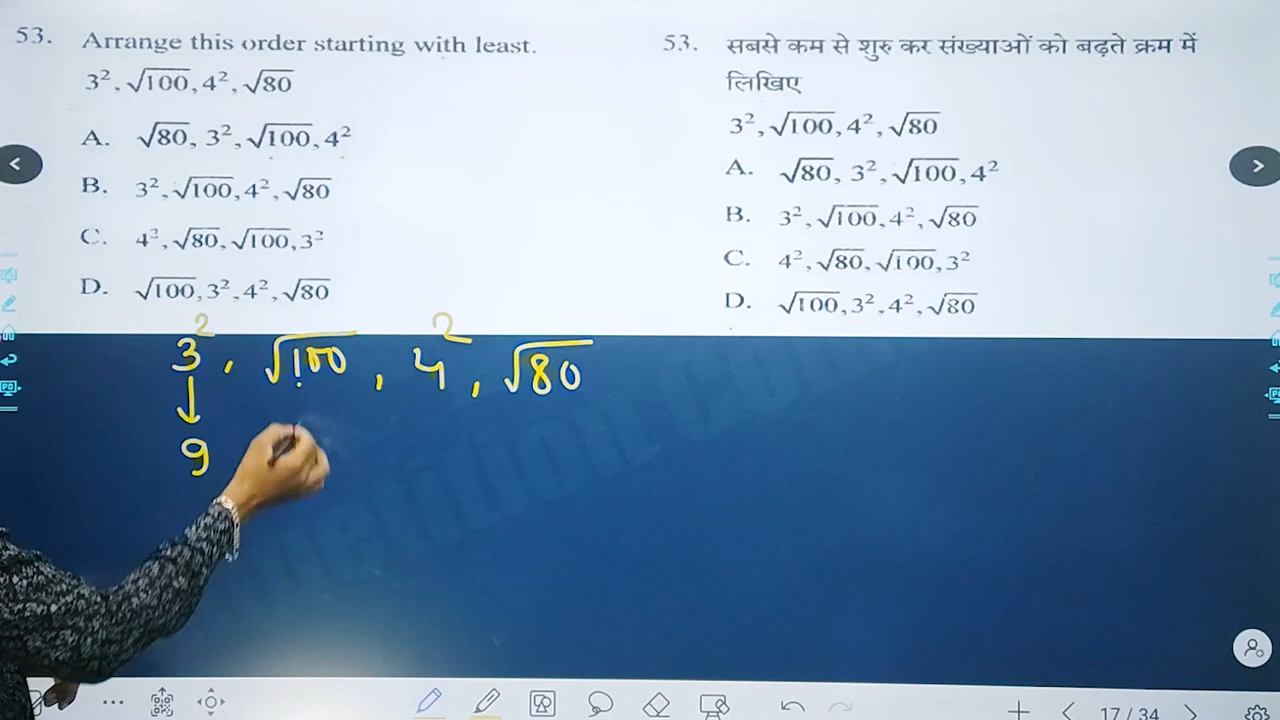 53. Arrange this order starting with least.
3², √100, 4², √80
A. √80, 3², √100, 4²
B. 3², √100, 4², √80
C. 4², √80, √100, 3²
D. √100, 3², 4², √80
53. सबसे कम से शुरु कर संख्याओं को बढ़ते क्रम में
लिखिए
3², √100, 4², √80
A. √80, 3², √100, 4²
B. 3², √100, 4², √80
C. 4², √80, √100, 3²
D. √100, 3², 4², √80
3², √100, 4², √80
↓
9
17 / 34